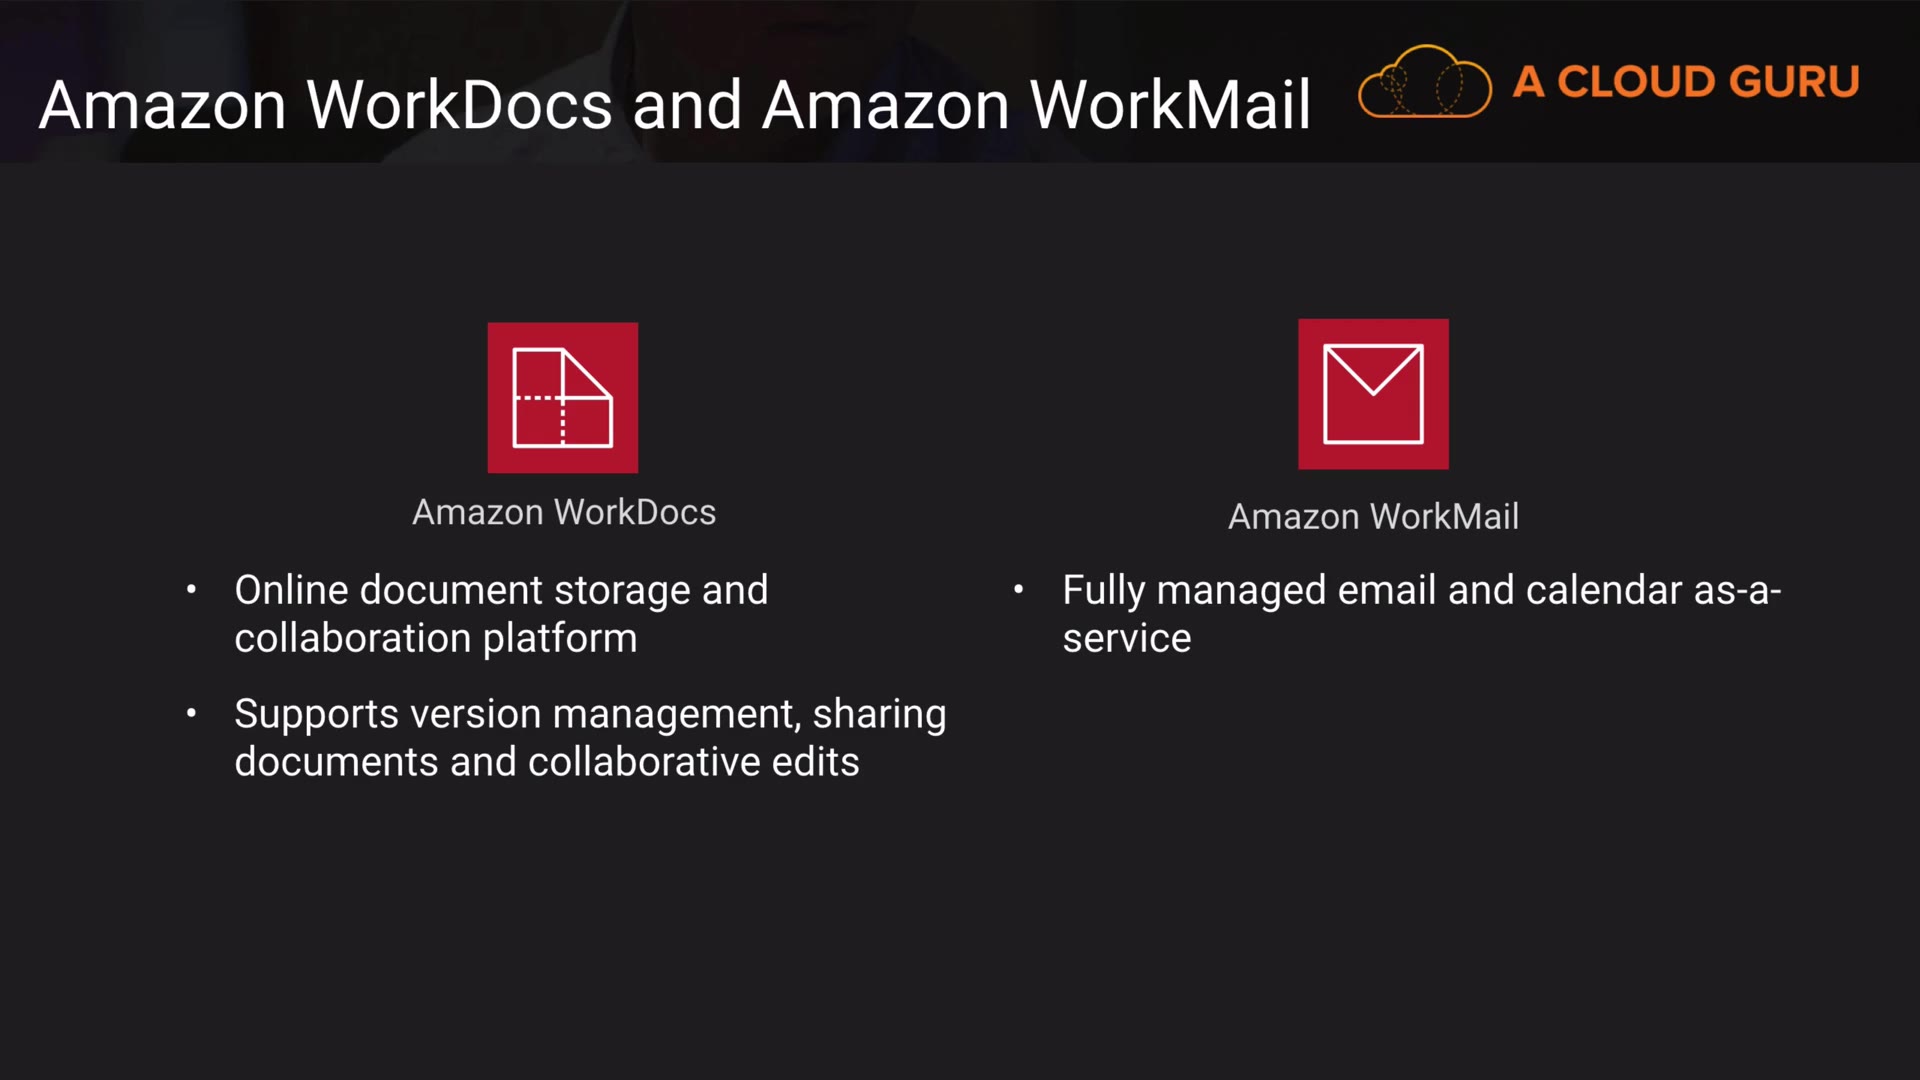 Amazon WorkDocs and Amazon WorkMail
A CLOUD GURU
Amazon WorkDocs
• Online document storage and
collaboration platform
• Supports version management, sharing
documents and collaborative edits
Amazon WorkMail
• Fully managed email and calendar as-a-
service